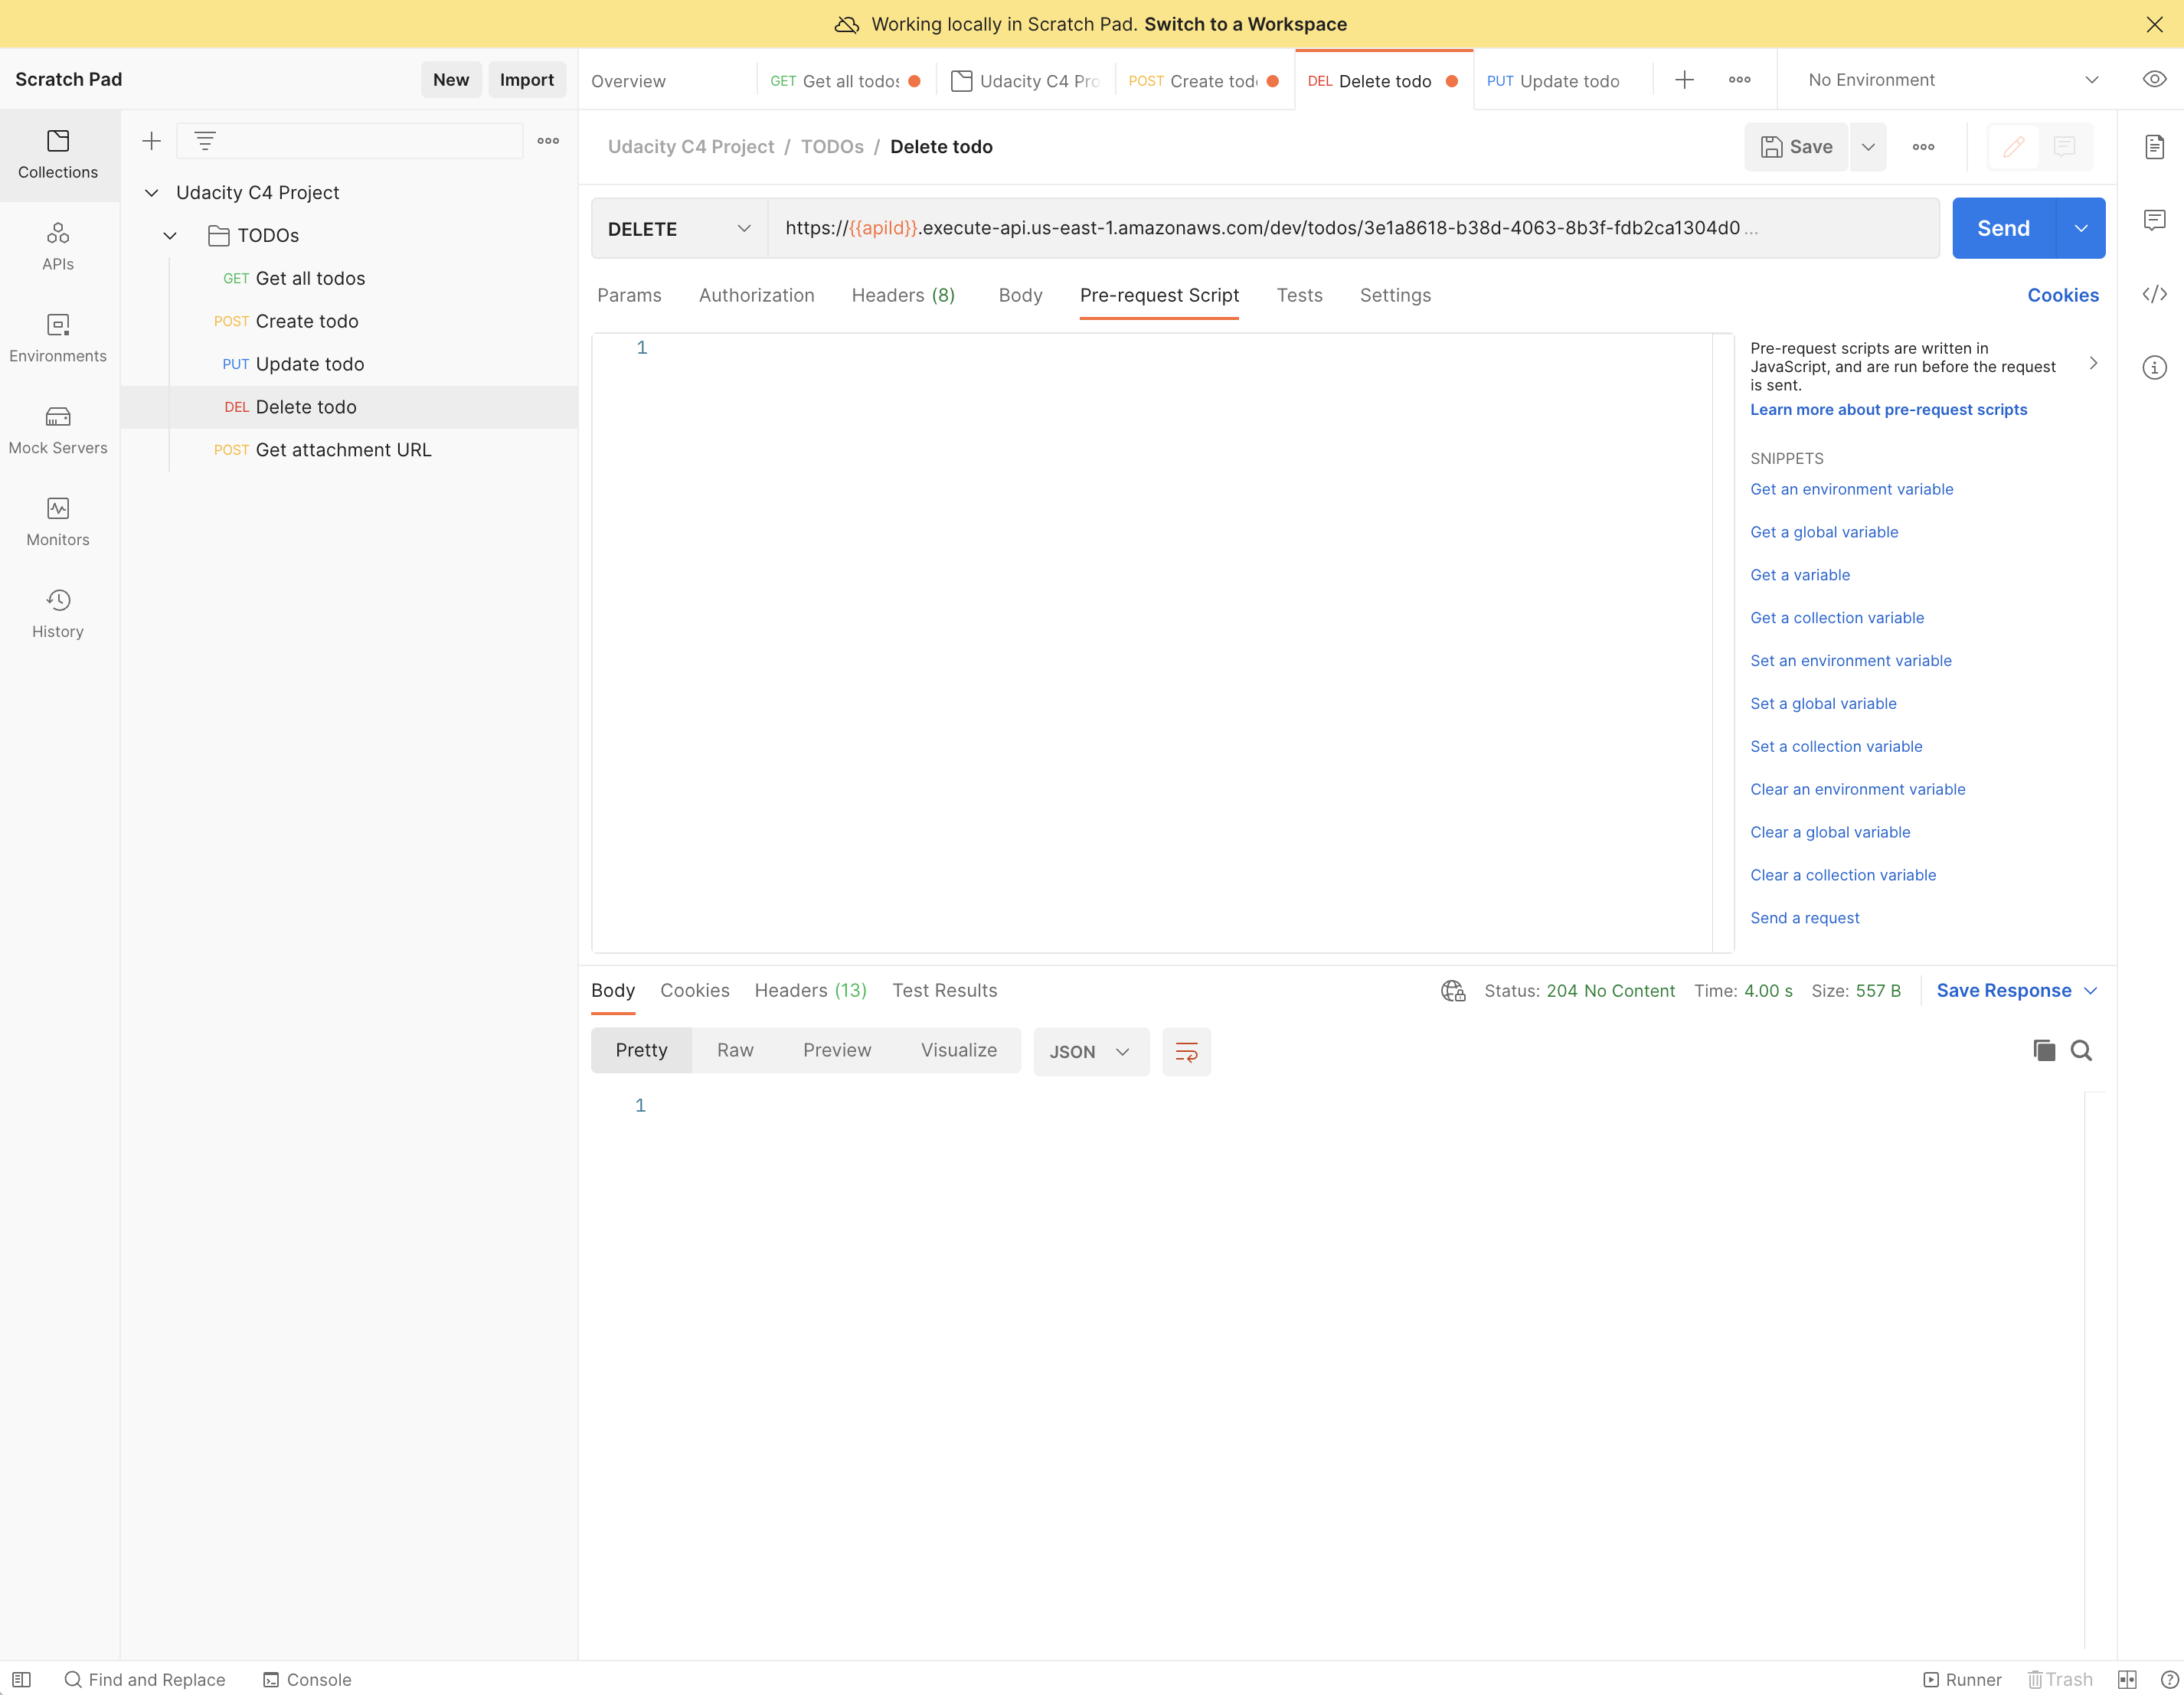 Working locally in Scratch Pad. Switch to a Workspace
Scratch Pad
New
Import
Overview
GET Get all todos
Udacity C4 Pro
POST Create tod
DEL Delete todo
PUT Update todo
No Environment
Collections
APIs
Environments
Mock Servers
Monitors
History
Udacity C4 Project
TODOs
GET Get all todos
POST Create todo
PUT Update todo
DEL Delete todo
POST Get attachment URL
Udacity C4 Project / TODOs / Delete todo
Save
DELETE
https://{{apiId}}.execute-api.us-east-1.amazonaws.com/dev/todos/3e1a8618-b38d-4063-8b3f-fdb2ca1304d0 ...
Send
Params
Authorization
Headers (8)
Body
Pre-request Script
Tests
Settings
Cookies
1
Pre-request scripts are written in
JavaScript, and are run before the request
is sent.
Learn more about pre-request scripts
SNIPPETS
Get an environment variable
Get a global variable
Get a variable
Get a collection variable
Set an environment variable
Set a global variable
Set a collection variable
Clear an environment variable
Clear a global variable
Clear a collection variable
Send a request
Body
Cookies
Headers (13)
Test Results
Status: 204 No Content
Time: 4.00 s
Size: 557 B
Save Response
Pretty
Raw
Preview
Visualize
JSON
1
Find and Replace
Console
Runner
Trash